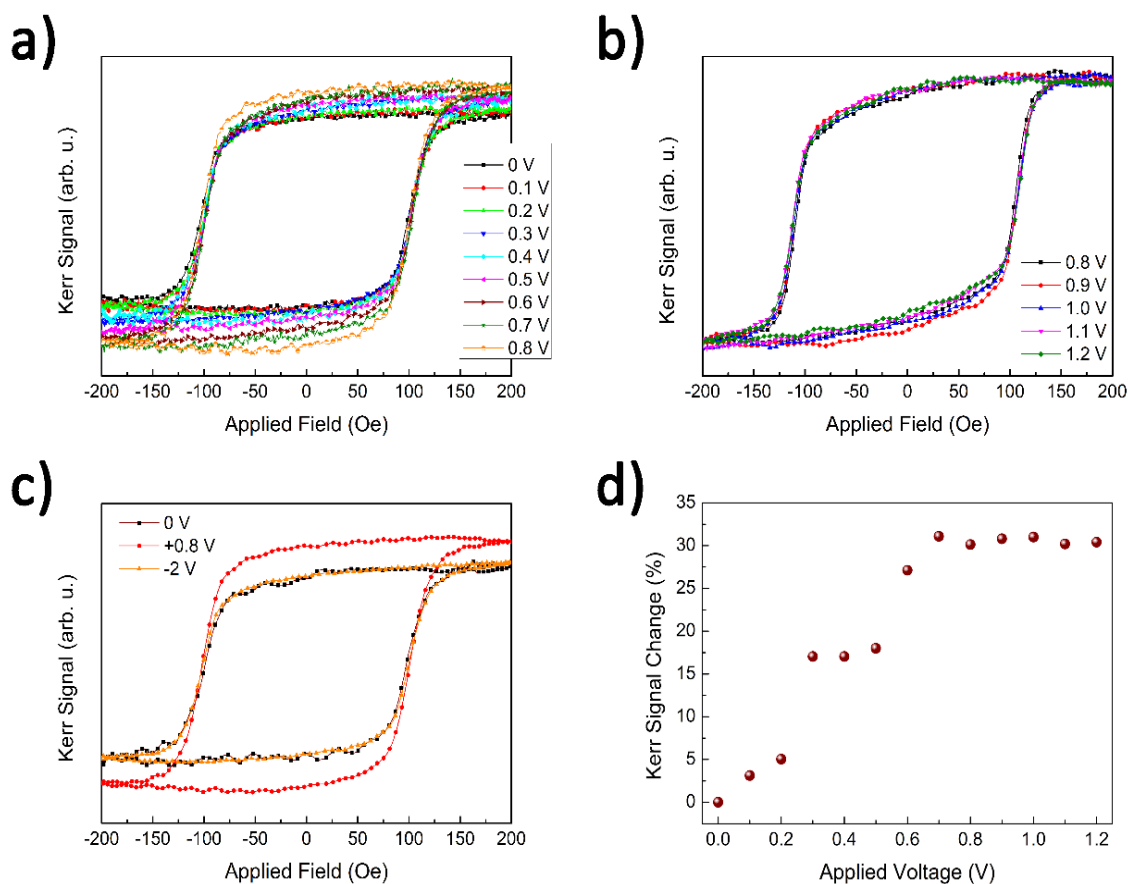 a)
Kerr Signal (arb. u.)
0 V
0.1 V
0.2 V
0.3 V
0.4 V
0.5 V
0.6 V
0.7 V
0.8 V
-200 -150 -100 -50 0 50 100 150 200
Applied Field (Oe)
b)
Kerr Signal (arb. u.)
0.8 V
0.9 V
1.0 V
1.1 V
1.2 V
-200 -150 -100 -50 0 50 100 150 200
Applied Field (Oe)
c)
Kerr Signal (arb. u.)
0 V
+0.8 V
-2 V
-200 -150 -100 -50 0 50 100 150 200
Applied Field (Oe)
d)
Kerr Signal Change (%)
35
30
25
20
15
10
5
0
0.0 0.2 0.4 0.6 0.8 1.0 1.2
Applied Voltage (V)